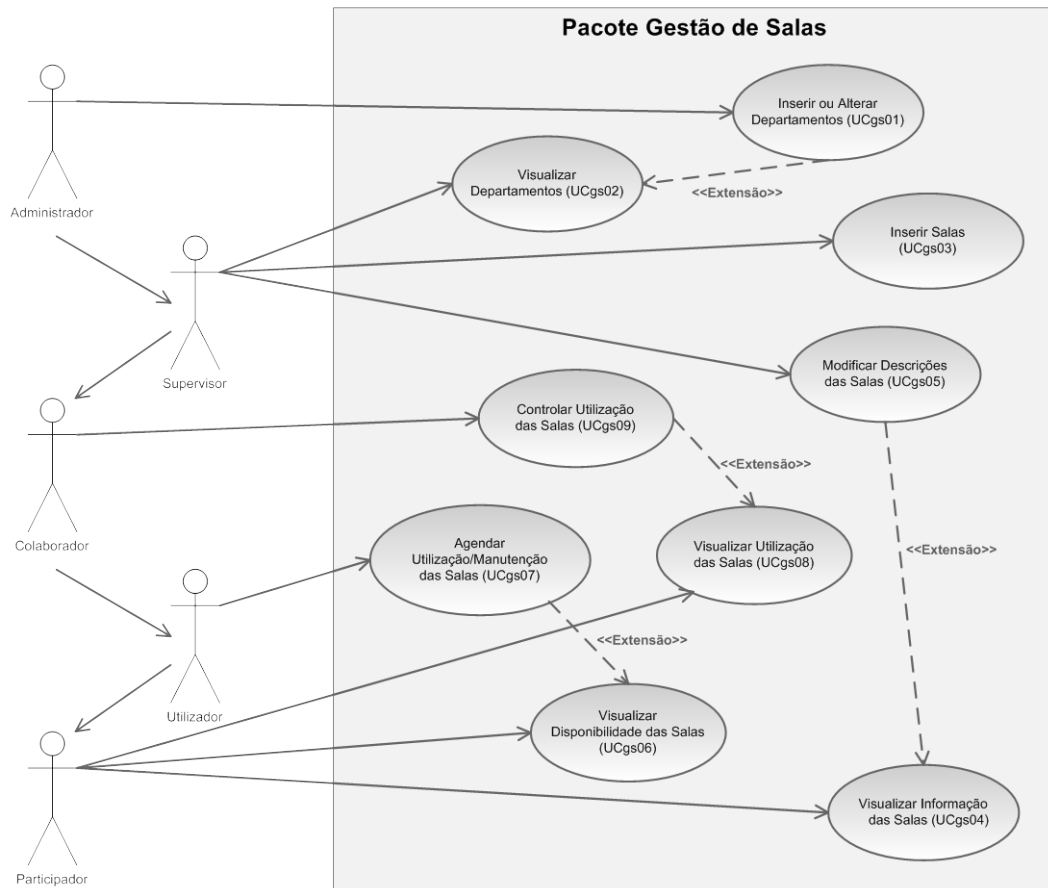 Pacote Gestão de Salas
Inserir ou Alterar
Departamentos (UCgs01)
Visualizar
Departamentos (UCgs02)
<<Extensão>>
Administrador
Inserir Salas
(UCgs03)
Supervisor
Modificar Descrições
das Salas (UCgs05)
Controlar Utilização
das Salas (UCgs09)
<<Extensão>>
Colaborador
Agendar
Utilização/Manutenção
das Salas (UCgs07)
Visualizar Utilização
das Salas (UCgs08)
<<Extensão>>
<<Extensão>>
Utilizador
Visualizar
Disponibilidade das Salas
(UCgs06)
Visualizar Informação
das Salas (UCgs04)
Participador